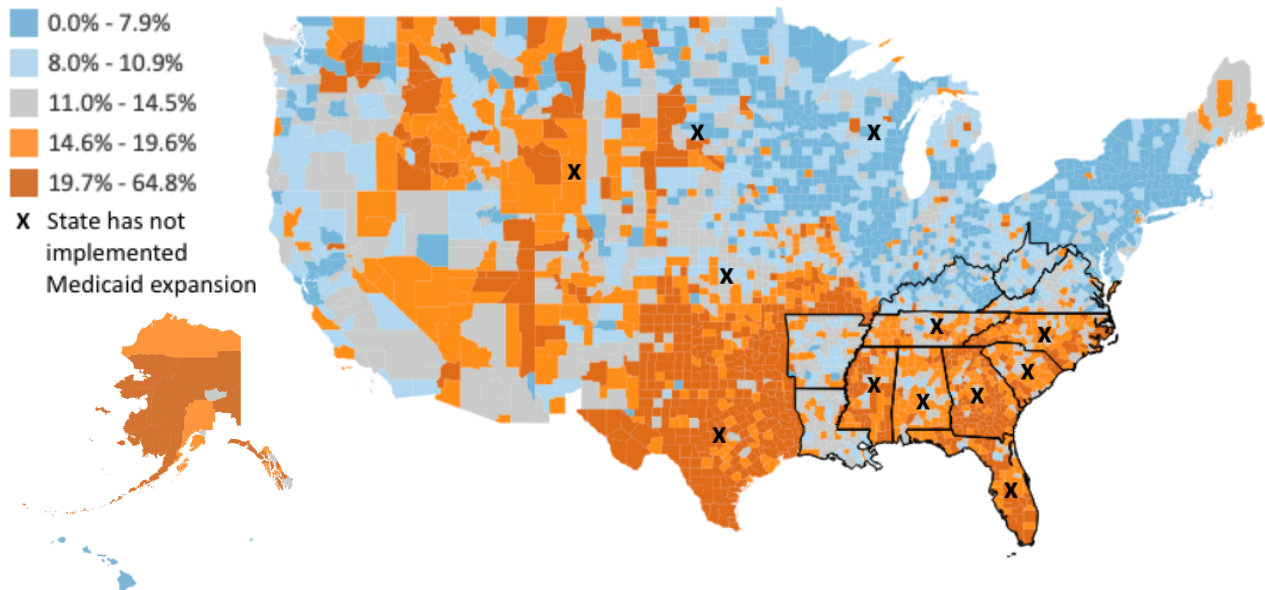 0.0% - 7.9%
8.0% - 10.9%
11.0% - 14.5%
14.6% - 19.6%
19.7% - 64.8%
X State has not
implemented
Medicaid expansion
X
X
X
X
X
X
X
X
X
X
X
X